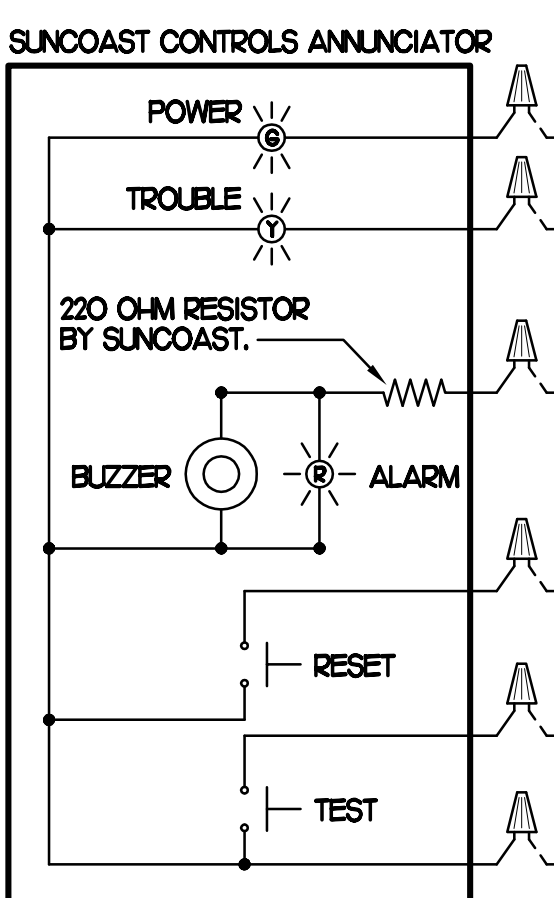 SUNCOAST CONTROLS ANNUNCIATOR
POWER
G
TROUBLE
Y
220 OHM RESISTOR
BY SUNCOAST.
BUZZER
R
ALARM
RESET
TEST